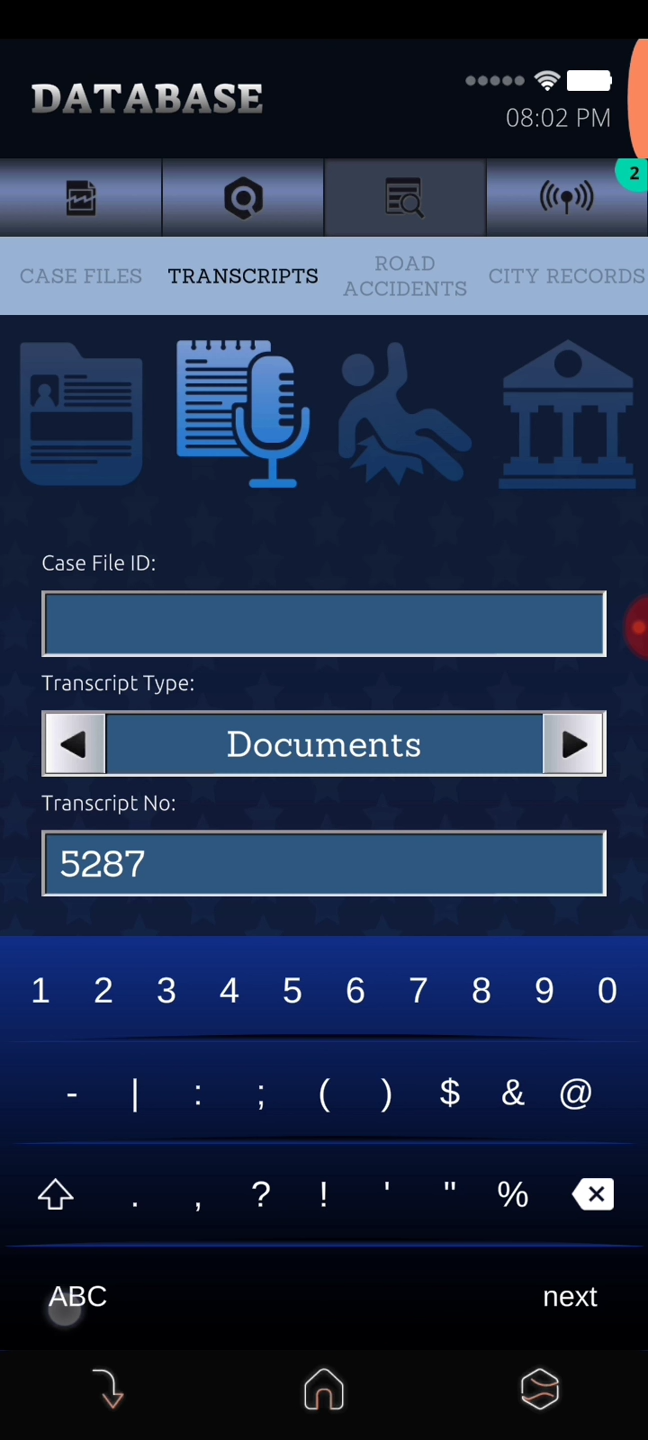 DATABASE
08:02 PM
2
CASE FILES
TRANSCRIPTS
ROAD
ACCIDENTS
CITY RECORDS
Case File ID:
Transcript Type:
Documents
Transcript No:
5287
1 2 3 4 5 6 7 8 9 0
- | : ; ( ) $ & @
. , ? ! ' " %
ABC next